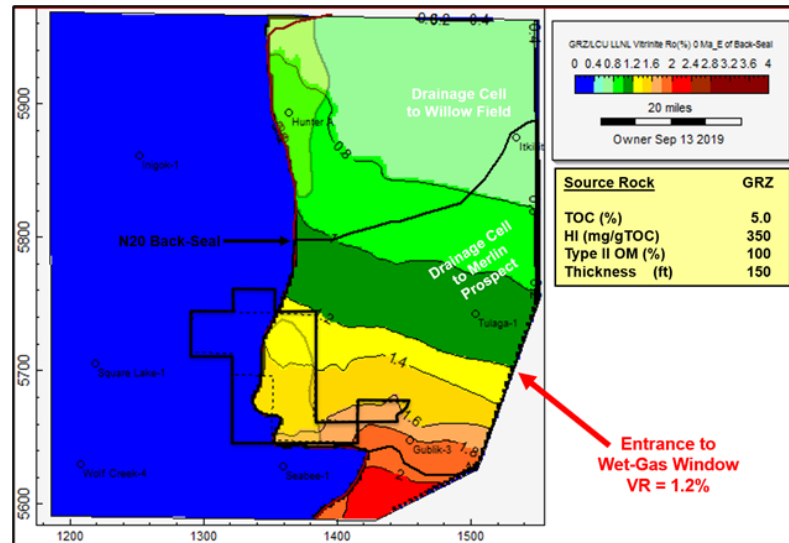 GRZ/LCU LLNL Vitrinite Ro(%) 0 Ma_E of Back-Seal
0 0.4 0.8 1.2 1.6 2 2.4 2.8 3.2 3.6 4
20 miles
Owner Sep 13 2019
Source Rock GRZ
TOC (%) 5.0
HI (mg/gTOC) 350
Type II OM (%) 100
Thickness (ft) 150
5900
5800
5700
5600
1200 1300 1400 1500
0.2
0.4
Drainage Cell
to Willow Field
Hunter A
0.8
Inigok-1
N20 Back-Seal
Drainage Cell
to Merlin
Prospect
Tulaga-1
1.4
Square Lake-1
1.6
Gubik-3
1.8
Wolf Creek-4
Seabee-1
2
Entrance to
Wet-Gas Window
VR = 1.2%